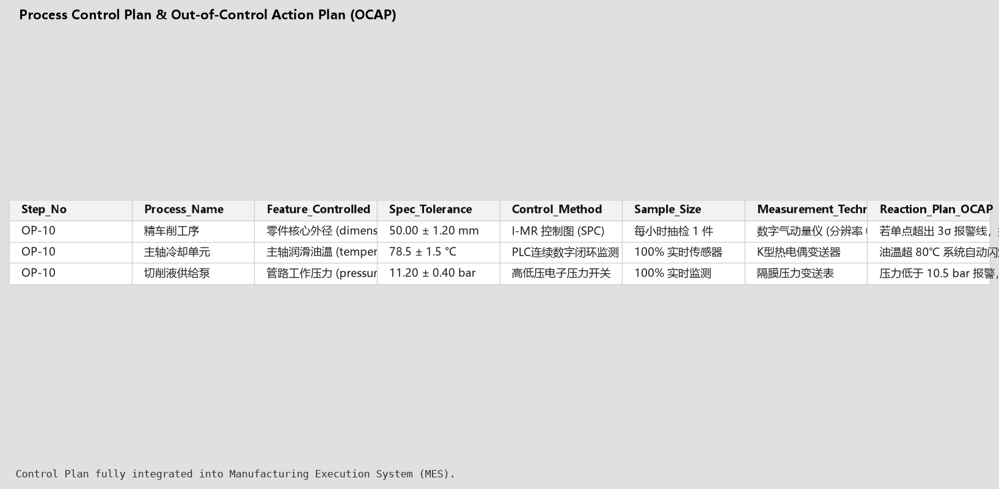 Process Control Plan & Out-of-Control Action Plan (OCAP)
Step_No Process_Name Feature_Controlled Spec_Tolerance Control_Method Sample_Size Measurement_Techn Reaction_Plan_OCAP
OP-10 精车削工序 零件核心外径 (dimens 50.00 ± 1.20 mm I-MR 控制图 (SPC) 每小时抽检 1 件 数字气动量仪 (分辨率 若单点超出 3σ 报警线，
OP-10 主轴冷却单元 主轴润滑油温 (temper 78.5 ± 1.5 °C PLC连续数字闭环监测 100% 实时传感器 K型热电偶变送器 油温超 80℃ 系统自动闪
OP-10 切削液供给泵 管路工作压力 (pressur 11.20 ± 0.40 bar 高低压电子压力开关 100% 实时监测 隔膜压力变送表 压力低于 10.5 bar 报警，
Control Plan fully integrated into Manufacturing Execution System (MES).